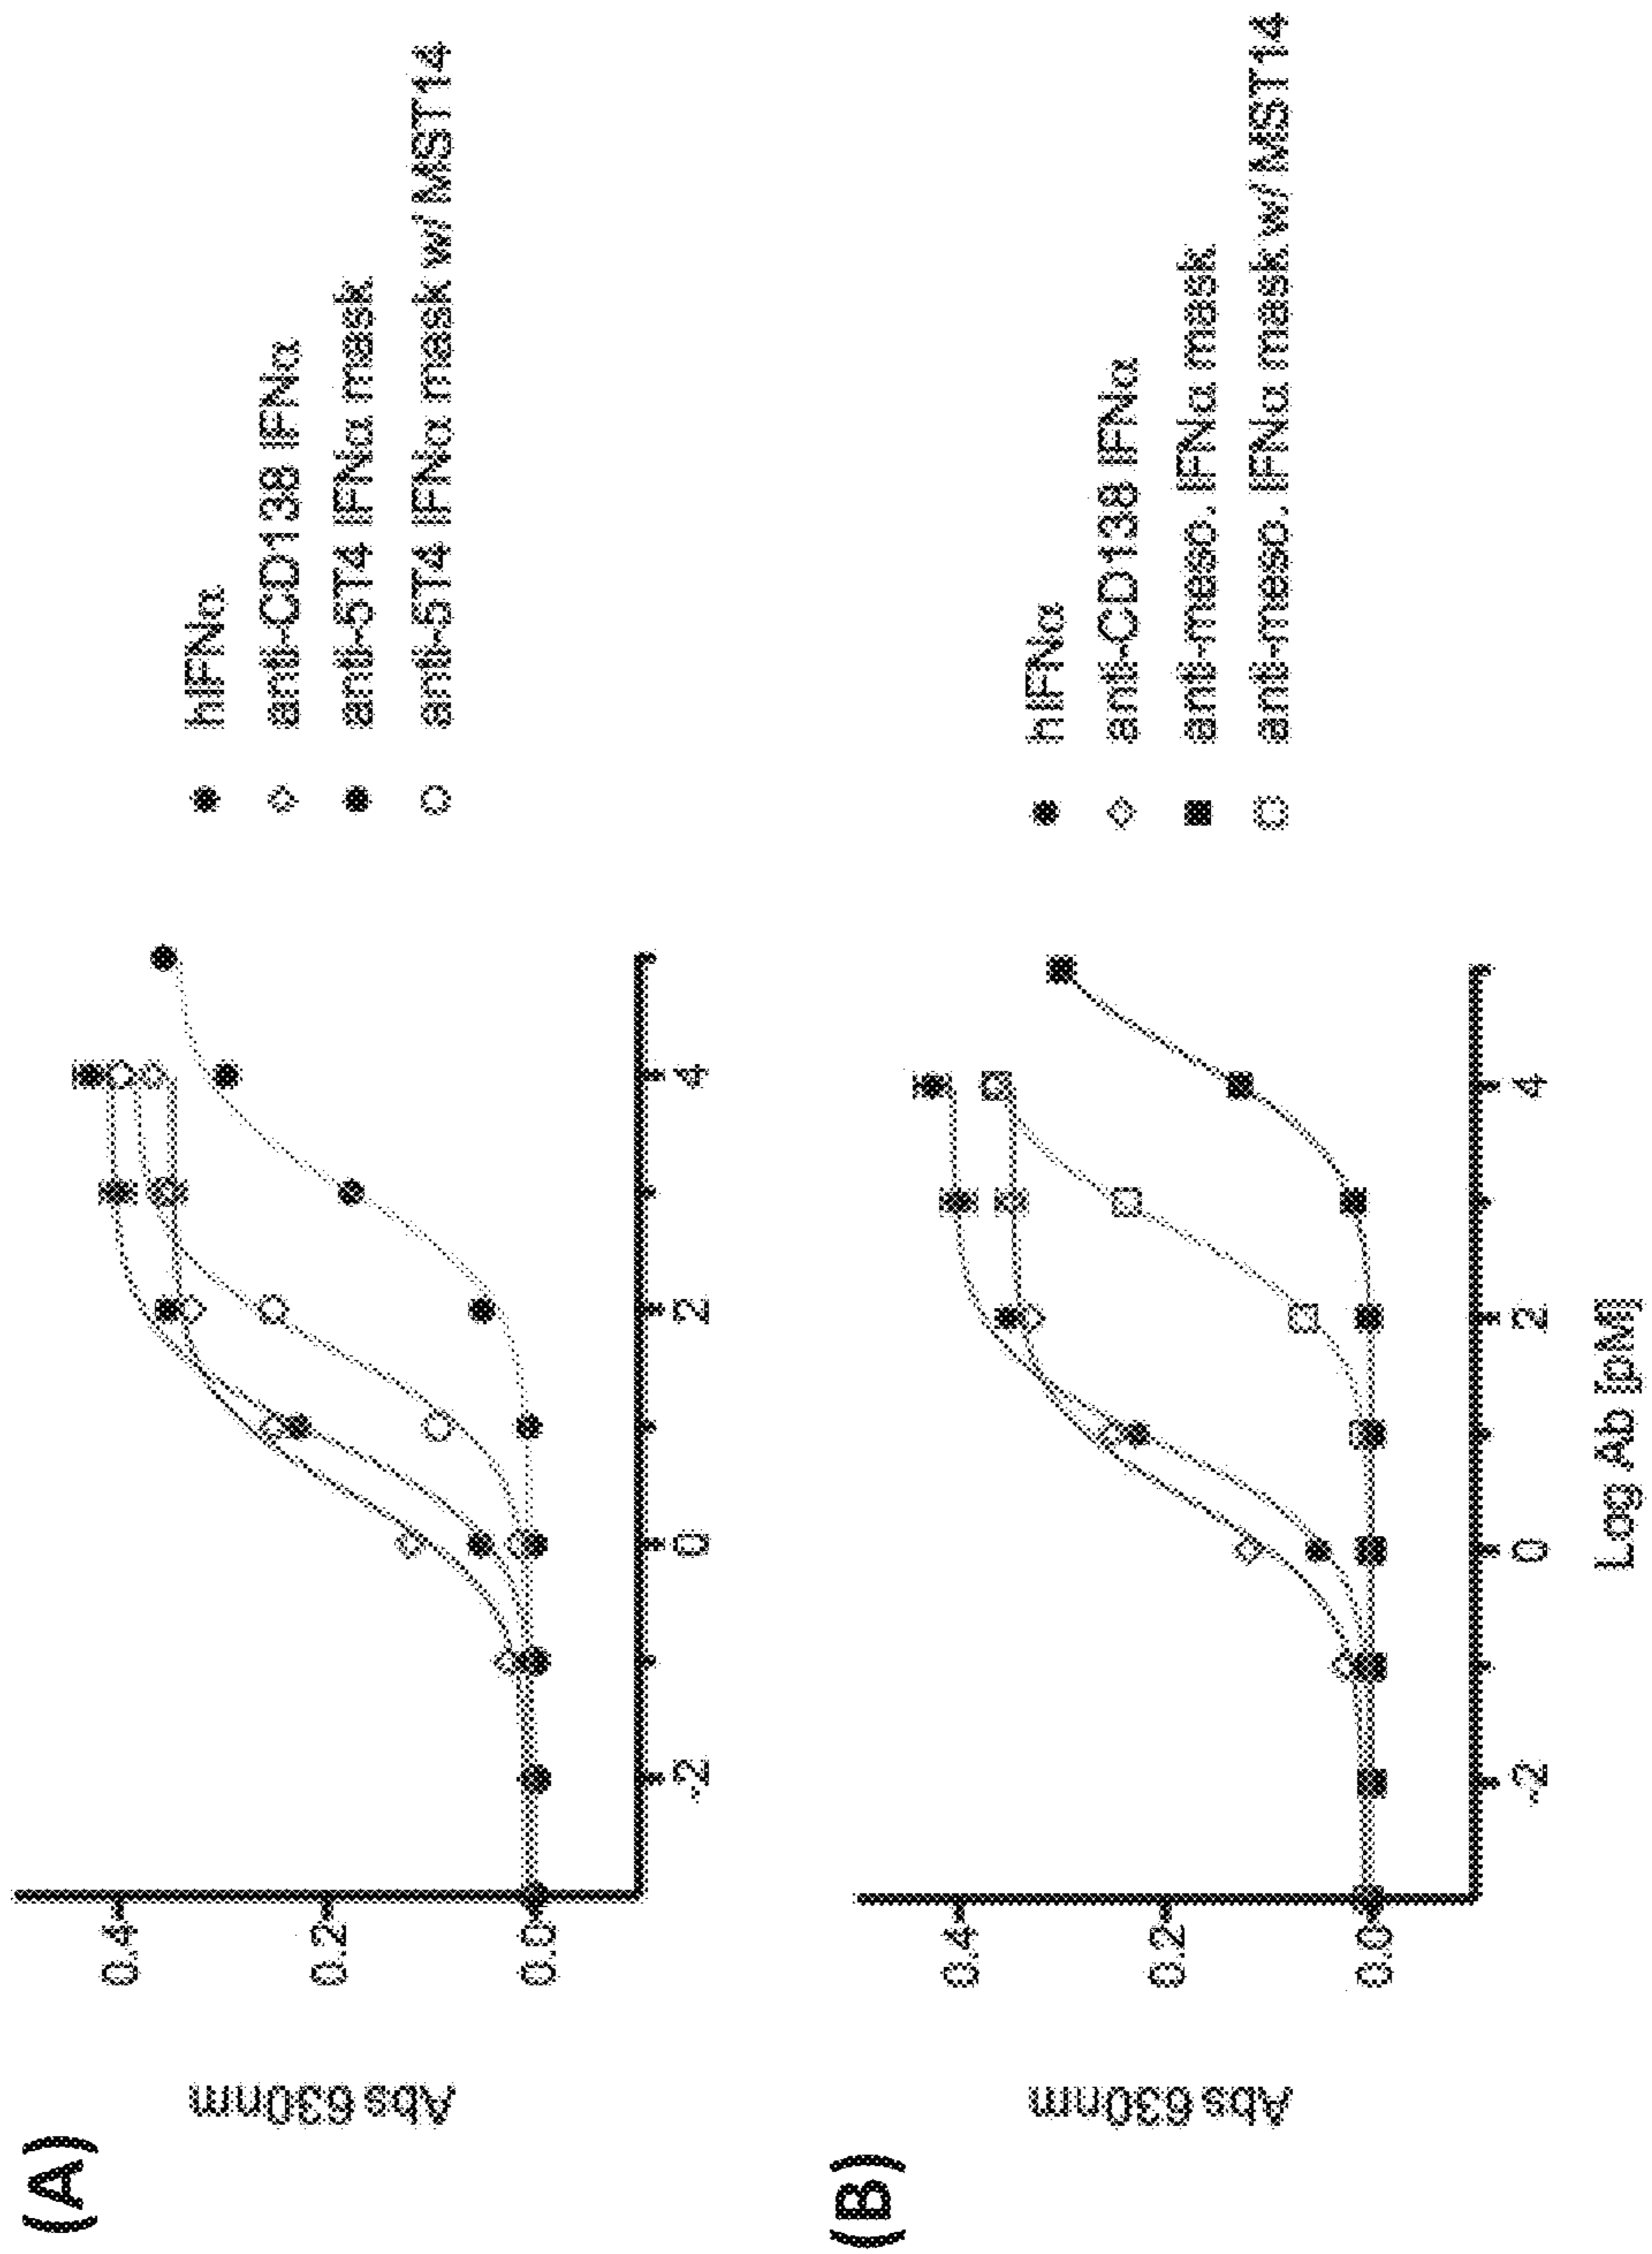 (A)
Abs 630nm
0.4
0.2
0.0
-2
0
2
4
hIFNα
anti-CD138 IFNα
anti-5T4 IFNα mask
anti-5T4 IFNα mask w/ MST14
(B)
Abs 630nm
0.4
0.2
0.0
-2
0
2
4
Log Ab [pM]
hIFNα
anti-CD138 IFNα
anti-meso. IFNα mask
anti-meso. IFNα mask w/ MST14